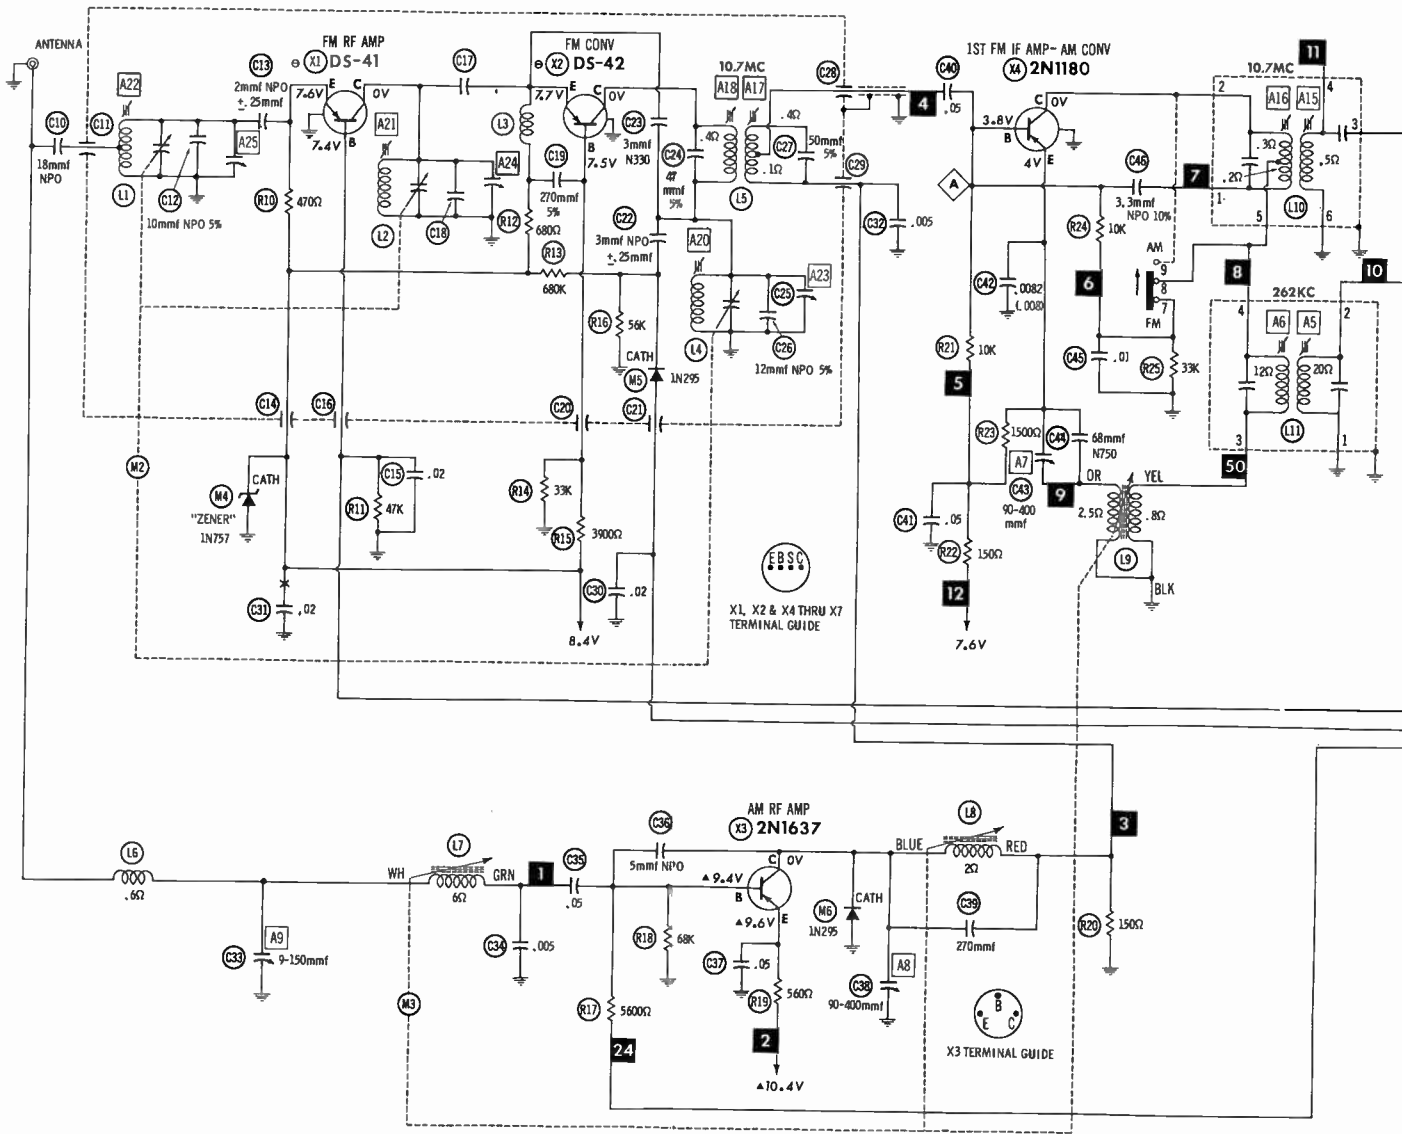 ANTENNA
C10
18mmf
NPO
C11
A22
L1
C12
10mmf NPO 5%
A25
C13
2mmf NPO
±.25mmf
R10
470Ω
FM RF AMP
⊖ X1 DS-41
7.6V
E
C
0V
7.4V
B
A21
L2
C18
A24
C17
L3
R12
680Ω
C19
270mmf
5%
R13
680K
FM CONV
⊖ X2 DS-42
7.7V
E
C
0V
B
7.5V
C23
3mmf
N330
C22
3mmf NPO
±.25mmf
R16
56K
CATH
M5
1N295
10.7MC
A18
A17
.4Ω
C24
47
mmf
5%
.4Ω
C27
.1Ω
50mmf
5%
L5
A20
L4
C25
A23
C26
12mmf NPO 5%
C28
C29
C32
.005
4
C40
.05
1ST FM IF AMP- AM CONV
X4 2N1180
C
0V
3.8V
B
4V
E
A
C46
3.3mmf
NPO 10%
7
R24
10K
6
AM
9
8
7
FM
C42
.0082
(.008)
C45
.01
R25
33K
R21
10K
5
R23
1500Ω
C44
68mmf
N750
A7
C43
90-400
mmf
9
OR
YEL
2.5Ω
.8Ω
L9
BLK
C41
.05
R22
150Ω
12
7.6V
11
10.7MC
2
A16
A15
4
3
.3Ω
.5Ω
.2Ω
1
L10
5
6
8
10
262KC
4
A6
A5
2
12Ω
20Ω
L11
3
1
50
C14
C16
C20
C21
M2
M4
"ZENER"
1N757
CATH
R11
47K
C15
.02
R14
33K
R15
3900Ω
C31
.02
C30
.02
8.4V
E B S C
X1, X2 & X4 THRU X7
TERMINAL GUIDE
L6
.6Ω
A9
C33
9-150mmf
WH
L7
GRN
6Ω
1
C34
.005
C35
.05
M3
C36
5mmf NPO
AM RF AMP
X3 2N1637
C
0V
▲9.4V
B
▲9.6V
E
R18
68K
C37
.05
R19
560Ω
R17
5600Ω
24
2
▲10.4V
M6
1N295
CATH
BLUE
L8
RED
2Ω
C39
270mmf
C38
A8
90-400mmf
3
R20
150Ω
B
E C
X3 TERMINAL GUIDE